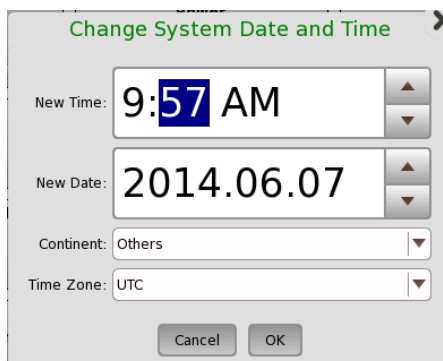 Change System Date and Time
New Time: 9:57 AM
New Date: 2014.06.07
Continent: Others
Time Zone: UTC
Cancel OK